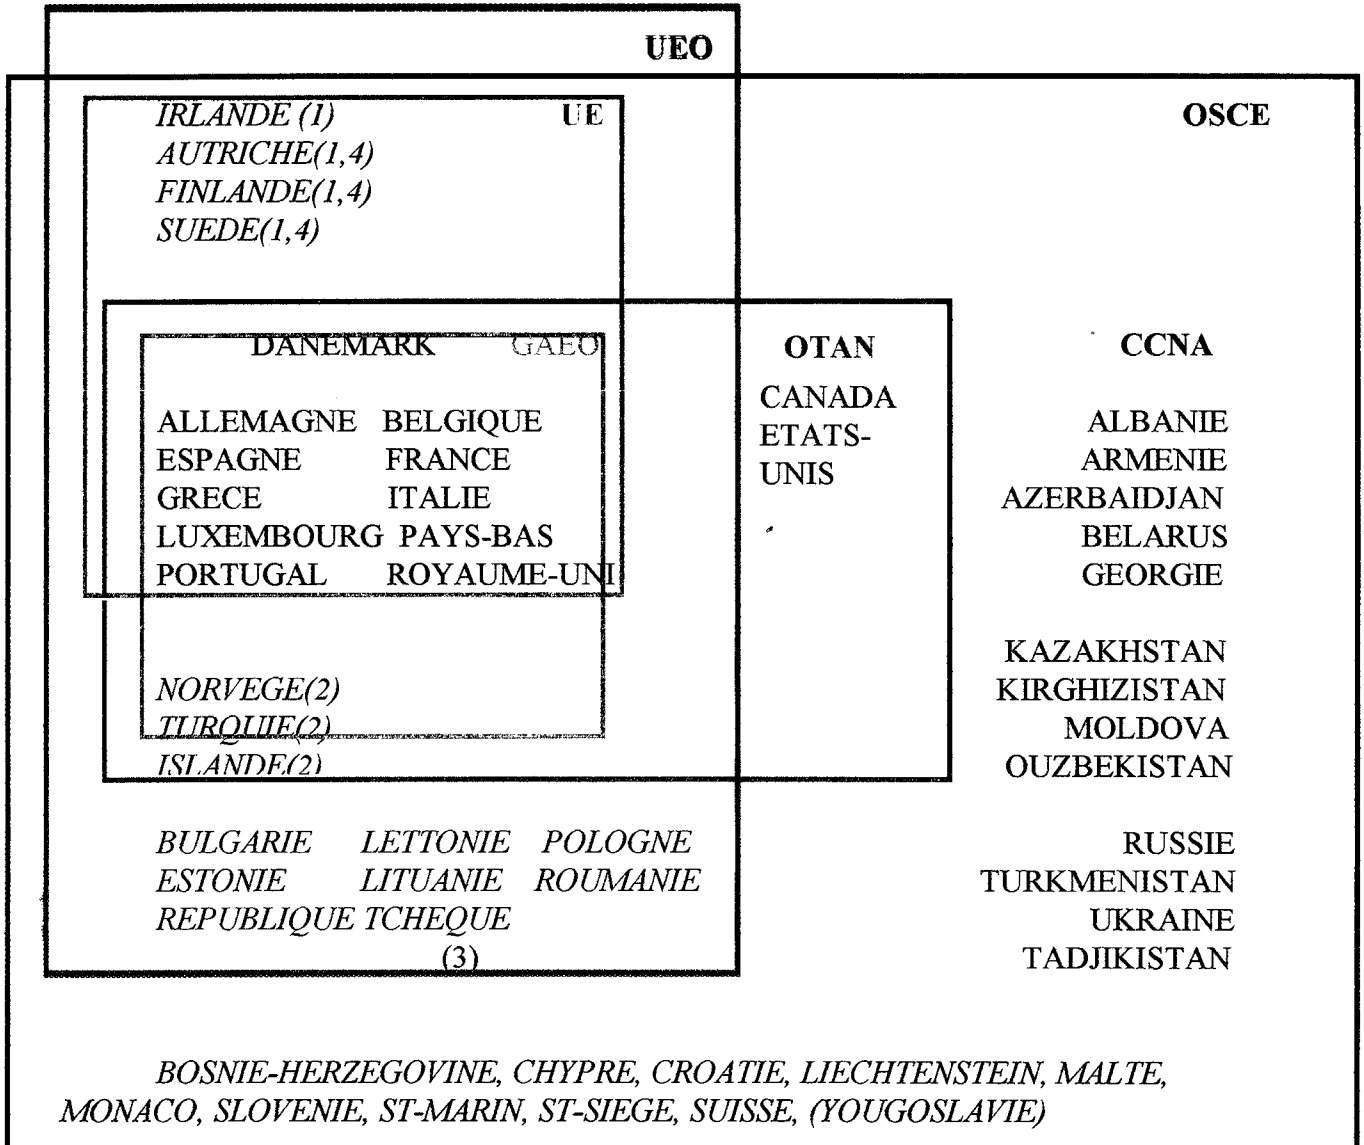 UEO
IRLANDE (1) UE OSCE
AUTRICHE(1,4)
FINLANDE(1,4)
SUEDE(1,4)
DANEMARK GAEO OTAN CCNA
CANADA
ALLEMAGNE BELGIQUE ETATS- ALBANIE
ESPAGNE FRANCE UNIS ARMENIE
GRECE ITALIE AZERBAIDJAN
LUXEMBOURG PAYS-BAS BELARUS
PORTUGAL ROYAUME-UNI GEORGIE
KAZAKHSTAN
NORVEGE(2) KIRGHIZISTAN
TURQUIE(2) MOLDOVA
ISLANDE(2) OUZBEKISTAN
BULGARIE LETTONIE POLOGNE RUSSIE
ESTONIE LITUANIE ROUMANIE TURKMENISTAN
REPUBLIQUE TCHEQUE UKRAINE
(3) TADJIKISTAN
BOSNIE-HERZEGOVINE, CHYPRE, CROATIE, LIECHTENSTEIN, MALTE,
MONACO, SLOVENIE, ST-MARIN, ST-SIEGE, SUISSE, (YOUGOSLAVIE)